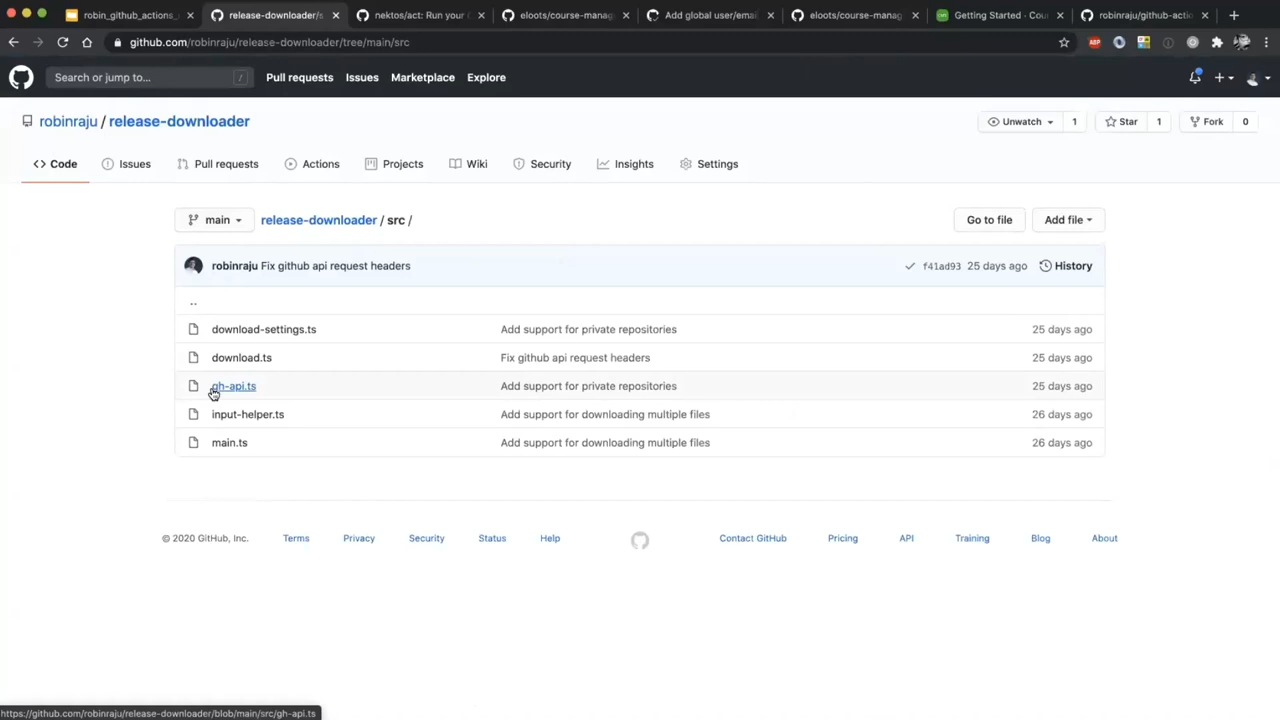 robin_github_actions_
release-downloader/s
nektos/act: Run your
eloots/course-manag
Add global user/emai
eloots/course-manag
Getting Started - Cou
robinraju/github-actio
github.com/robinraju/release-downloader/tree/main/src
ABP
Search or jump to... /
Pull requests Issues Marketplace Explore
robinraju / release-downloader
Unwatch 1 Star 1 Fork 0
Code Issues Pull requests Actions Projects Wiki Security Insights Settings
main release-downloader / src /
Go to file Add file
robinraju Fix github api request headers f41ad93 25 days ago History
..
download-settings.ts Add support for private repositories 25 days ago
download.ts Fix github api request headers 25 days ago
gh-api.ts Add support for private repositories 25 days ago
input-helper.ts Add support for downloading multiple files 26 days ago
main.ts Add support for downloading multiple files 26 days ago
© 2020 GitHub, Inc. Terms Privacy Security Status Help Contact GitHub Pricing API Training Blog About
https://github.com/robinraju/release-downloader/blob/main/src/gh-api.ts